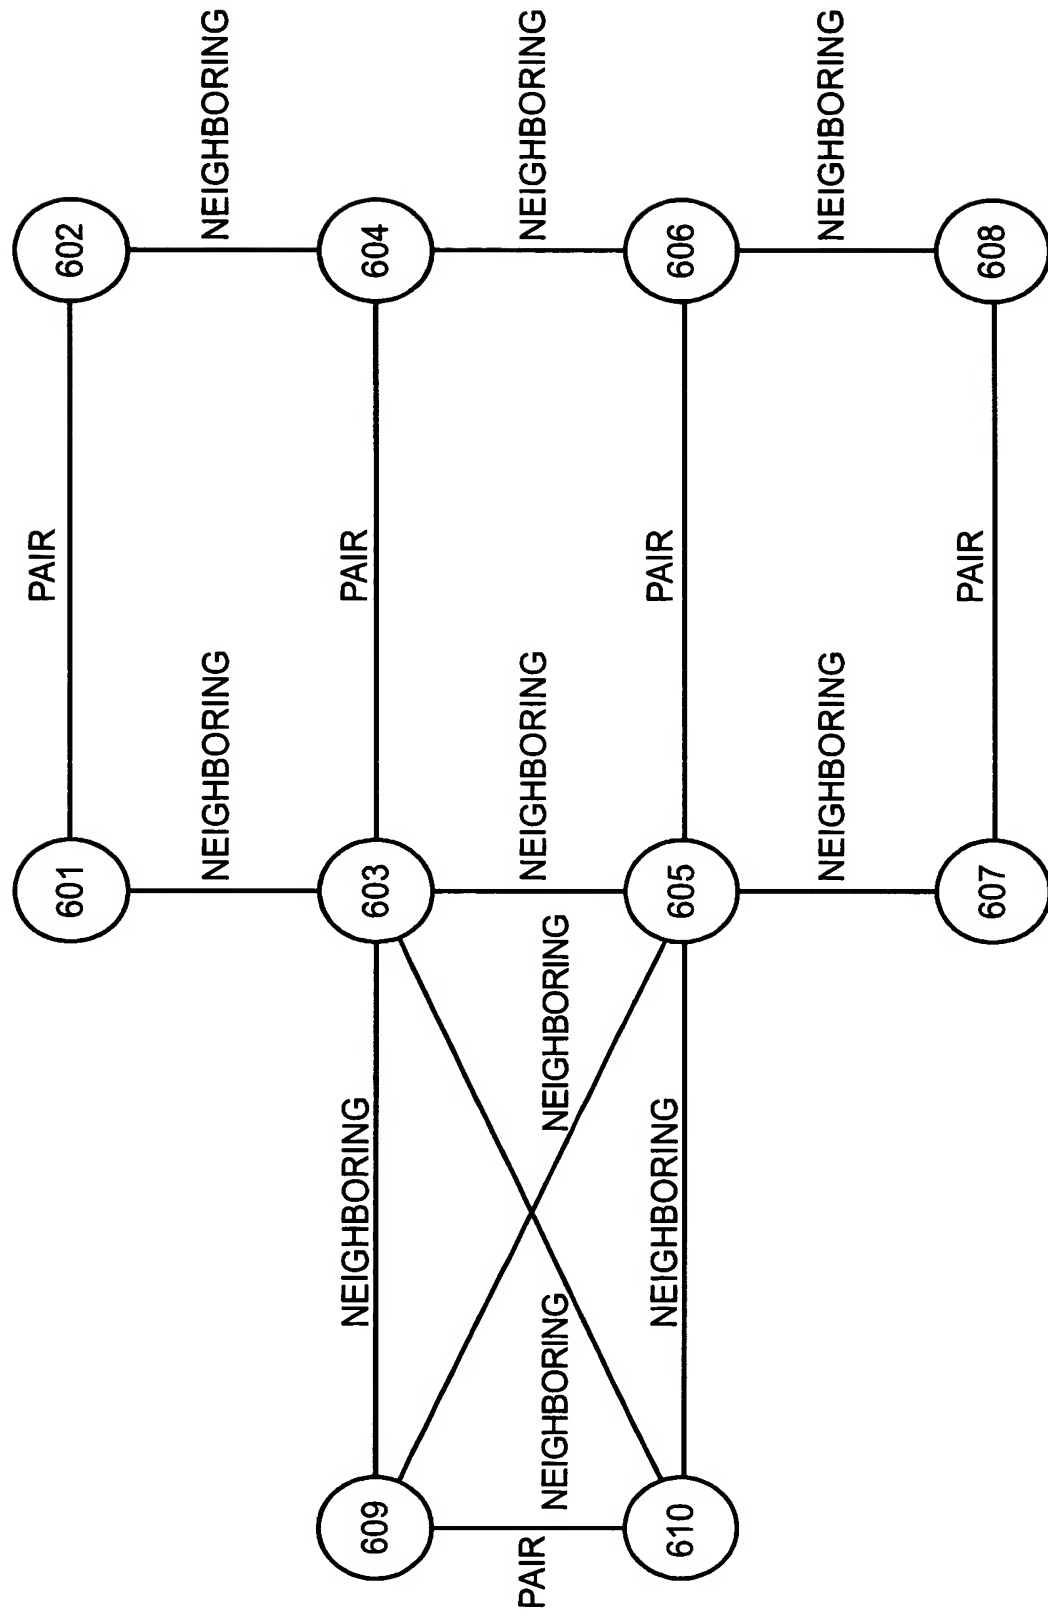 PAIR
601
602
NEIGHBORING
NEIGHBORING
NEIGHBORING
PAIR
609
603
604
PAIR
NEIGHBORING
NEIGHBORING
NEIGHBORING
NEIGHBORING
NEIGHBORING
PAIR
610
605
606
NEIGHBORING
NEIGHBORING
PAIR
607
608